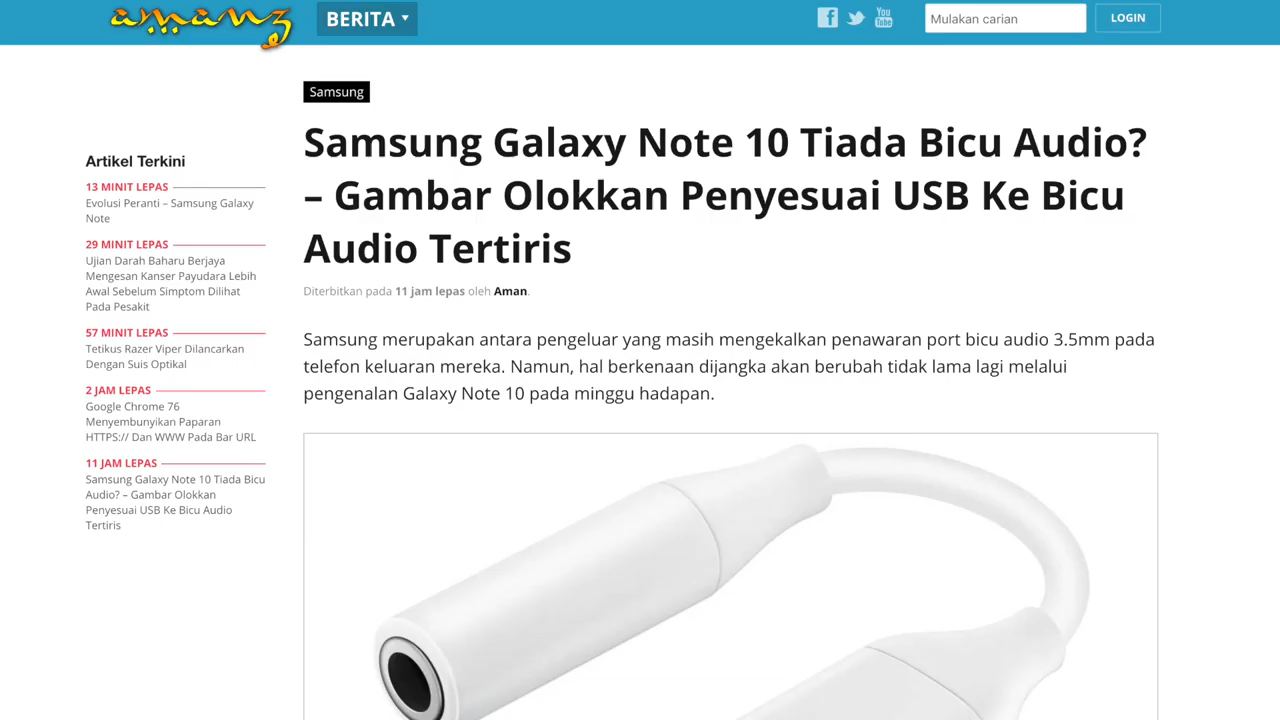 amanz
BERITA
You
Tube
Mulakan carian
LOGIN
Samsung
Samsung Galaxy Note 10 Tiada Bicu Audio?
– Gambar Olokkan Penyesuai USB Ke Bicu
Audio Tertiris
Diterbitkan pada 11 jam lepas oleh Aman.
Artikel Terkini
13 MINIT LEPAS
Evolusi Peranti – Samsung Galaxy
Note
29 MINIT LEPAS
Ujian Darah Baharu Berjaya
Mengesan Kanser Payudara Lebih
Awal Sebelum Simptom Dilihat
Pada Pesakit
57 MINIT LEPAS
Tetikus Razer Viper Dilancarkan
Dengan Suis Optikal
2 JAM LEPAS
Google Chrome 76
Menyembunyikan Paparan
HTTPS:// Dan WWW Pada Bar URL
11 JAM LEPAS
Samsung Galaxy Note 10 Tiada Bicu
Audio? – Gambar Olokkan
Penyesuai USB Ke Bicu Audio
Tertiris
Samsung merupakan antara pengeluar yang masih mengekalkan penawaran port bicu audio 3.5mm pada
telefon keluaran mereka. Namun, hal berkenaan dijangka akan berubah tidak lama lagi melalui
pengenalan Galaxy Note 10 pada minggu hadapan.